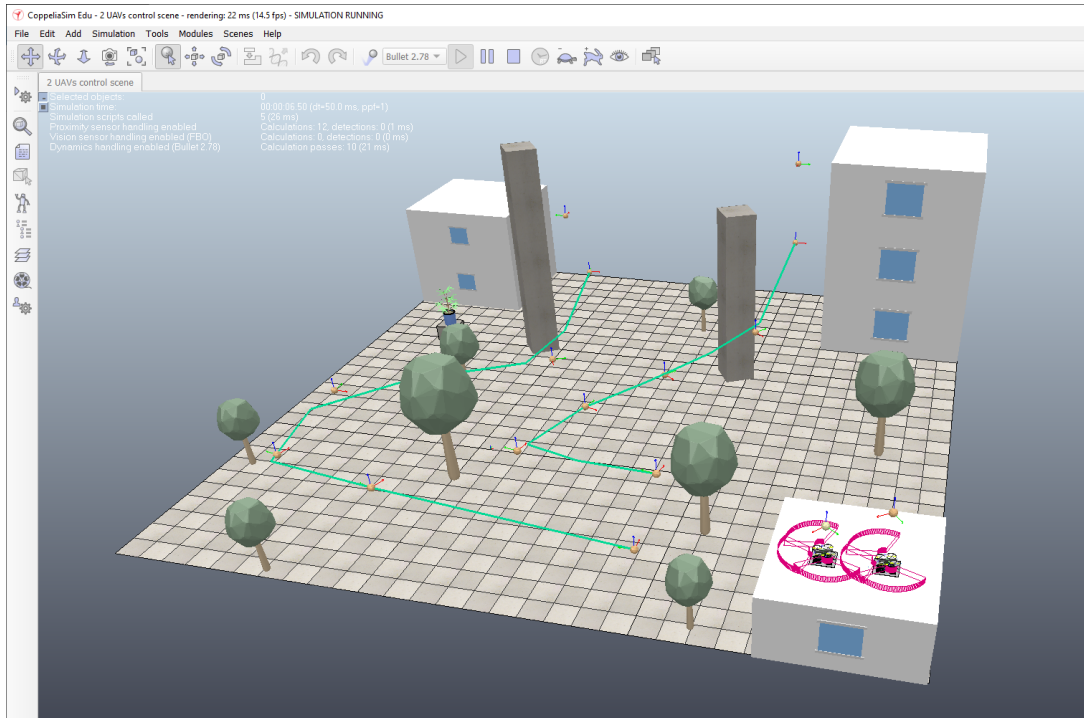 CoppeliaSim Edu - 2 UAVs control scene - rendering: 22 ms (14.5 fps) - SIMULATION RUNNING
File Edit Add Simulation Tools Modules Scenes Help
Bullet 2.78
2 UAVs control scene
Selected objects: 0
Simulation time: 00:00:06.50 (dt=50.0 ms, ppf=1)
Simulation scripts called 5 (26 ms)
Proximity sensor handling enabled Calculations: 12, detections: 0 (1 ms)
Vision sensor handling enabled (FBO) Calculations: 0, detections: 0 (0 ms)
Dynamics handling enabled (Bullet 2.78) Calculation passes: 10 (21 ms)